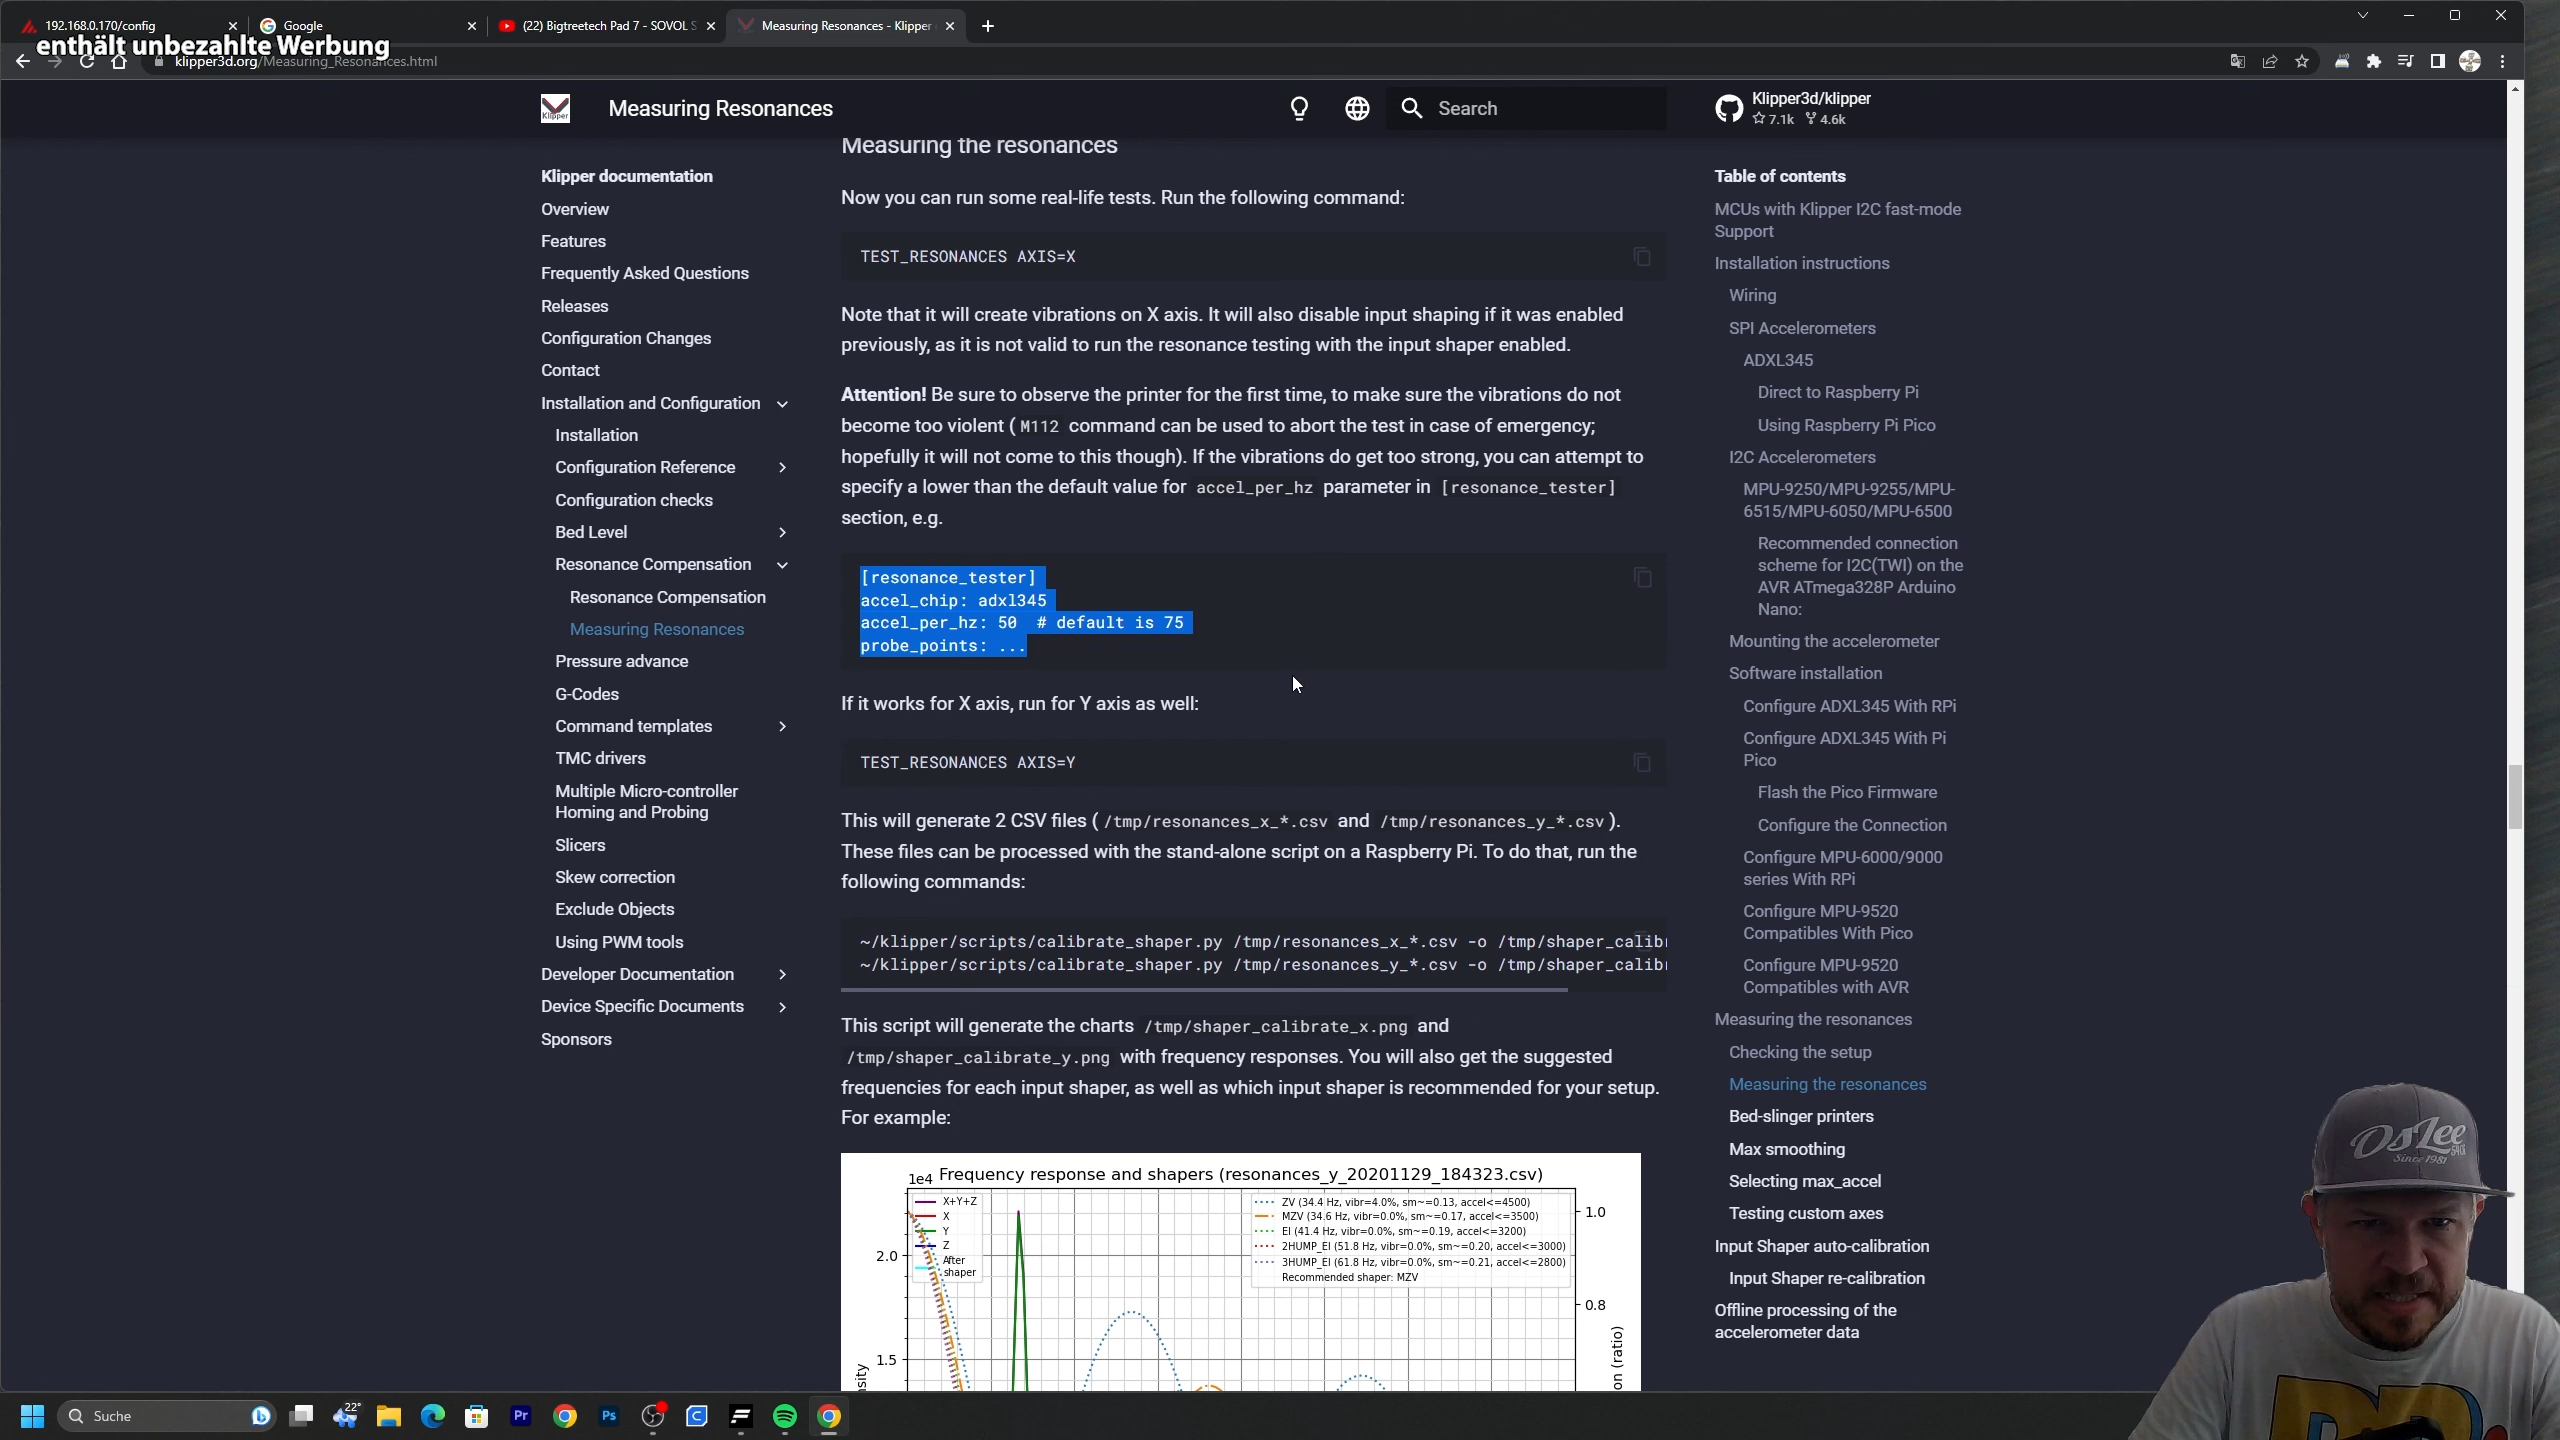 192.168.0.170/config
Google
(22) Bigtreetech Pad 7 - SOVOL S
Measuring Resonances - Klipper
enthält unbezahlte Werbung
klipper3d.org/Measuring_Resonances.html
Klipper
Measuring Resonances
Search
Klipper3d/klipper
7.1k 4.6k
Klipper documentation
Overview
Features
Frequently Asked Questions
Releases
Configuration Changes
Contact
Installation and Configuration
Installation
Configuration Reference
Configuration checks
Bed Level
Resonance Compensation
Resonance Compensation
Measuring Resonances
Pressure advance
G-Codes
Command templates
TMC drivers
Multiple Micro-controller
Homing and Probing
Slicers
Skew correction
Exclude Objects
Using PWM tools
Developer Documentation
Device Specific Documents
Sponsors
Measuring the resonances
Now you can run some real-life tests. Run the following command:
TEST_RESONANCES AXIS=X
Note that it will create vibrations on X axis. It will also disable input shaping if it was enabled
previously, as it is not valid to run the resonance testing with the input shaper enabled.
Attention! Be sure to observe the printer for the first time, to make sure the vibrations do not
become too violent ( M112 command can be used to abort the test in case of emergency;
hopefully it will not come to this though). If the vibrations do get too strong, you can attempt to
specify a lower than the default value for accel_per_hz parameter in [resonance_tester]
section, e.g.
[resonance_tester]
accel_chip: adxl345
accel_per_hz: 50 # default is 75
probe_points: ...
If it works for X axis, run for Y axis as well:
TEST_RESONANCES AXIS=Y
This will generate 2 CSV files ( /tmp/resonances_x_*.csv and /tmp/resonances_y_*.csv ).
These files can be processed with the stand-alone script on a Raspberry Pi. To do that, run the
following commands:
~/klipper/scripts/calibrate_shaper.py /tmp/resonances_x_*.csv -o /tmp/shaper_calibr
~/klipper/scripts/calibrate_shaper.py /tmp/resonances_y_*.csv -o /tmp/shaper_calibr
This script will generate the charts /tmp/shaper_calibrate_x.png and
/tmp/shaper_calibrate_y.png with frequency responses. You will also get the suggested
frequencies for each input shaper, as well as which input shaper is recommended for your setup.
For example:
1e4 Frequency response and shapers (resonances_y_20201129_184323.csv)
X+Y+Z
X
Y
Z
After
shaper
ZV (34.4 Hz, vibr=4.0%, sm~=0.13, accel<=4500)
MZV (34.6 Hz, vibr=0.0%, sm~=0.17, accel<=3500)
EI (41.4 Hz, vibr=0.0%, sm~=0.19, accel<=3200)
2HUMP_EI (51.8 Hz, vibr=0.0%, sm~=0.20, accel<=3000)
3HUMP_EI (61.8 Hz, vibr=0.0%, sm~=0.21, accel<=2800)
Recommended shaper: MZV
2.0
1.5
1.0
0.8
nsity
on (ratio)
Table of contents
MCUs with Klipper I2C fast-mode
Support
Installation instructions
Wiring
SPI Accelerometers
ADXL345
Direct to Raspberry Pi
Using Raspberry Pi Pico
I2C Accelerometers
MPU-9250/MPU-9255/MPU-
6515/MPU-6050/MPU-6500
Recommended connection
scheme for I2C(TWI) on the
AVR ATmega328P Arduino
Nano:
Mounting the accelerometer
Software installation
Configure ADXL345 With RPi
Configure ADXL345 With Pi
Pico
Flash the Pico Firmware
Configure the Connection
Configure MPU-6000/9000
series With RPi
Configure MPU-9520
Compatibles With Pico
Configure MPU-9520
Compatibles with AVR
Measuring the resonances
Checking the setup
Measuring the resonances
Bed-slinger printers
Max smoothing
Selecting max_accel
Testing custom axes
Input Shaper auto-calibration
Input Shaper re-calibration
Offline processing of the
accelerometer data
OsLee
Since 1981
Suche
22°
Pr
Ps